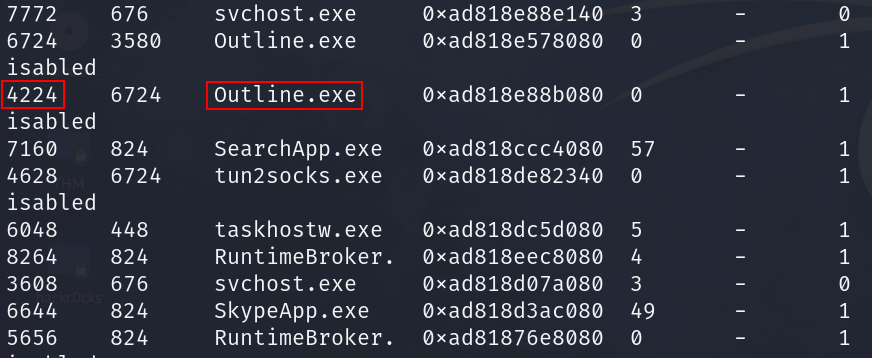 7772 676 svchost.exe 0×ad818e88e140 3 - 0
6724 3580 Outline.exe 0×ad818e578080 0 - 1
isabled
4224 6724 Outline.exe 0×ad818e88b080 0 - 1
isabled
7160 824 SearchApp.exe 0×ad818ccc4080 57 - 1
4628 6724 tun2socks.exe 0×ad818de82340 0 - 1
isabled
6048 448 taskhostw.exe 0×ad818dc5d080 5 - 1
8264 824 RuntimeBroker. 0×ad818eec8080 4 - 1
3608 676 svchost.exe 0×ad818d07a080 3 - 0
6644 824 SkypeApp.exe 0×ad818d3ac080 49 - 1
5656 824 RuntimeBroker. 0×ad81876e8080 0 - 1
isabled
THM
hackr0cks